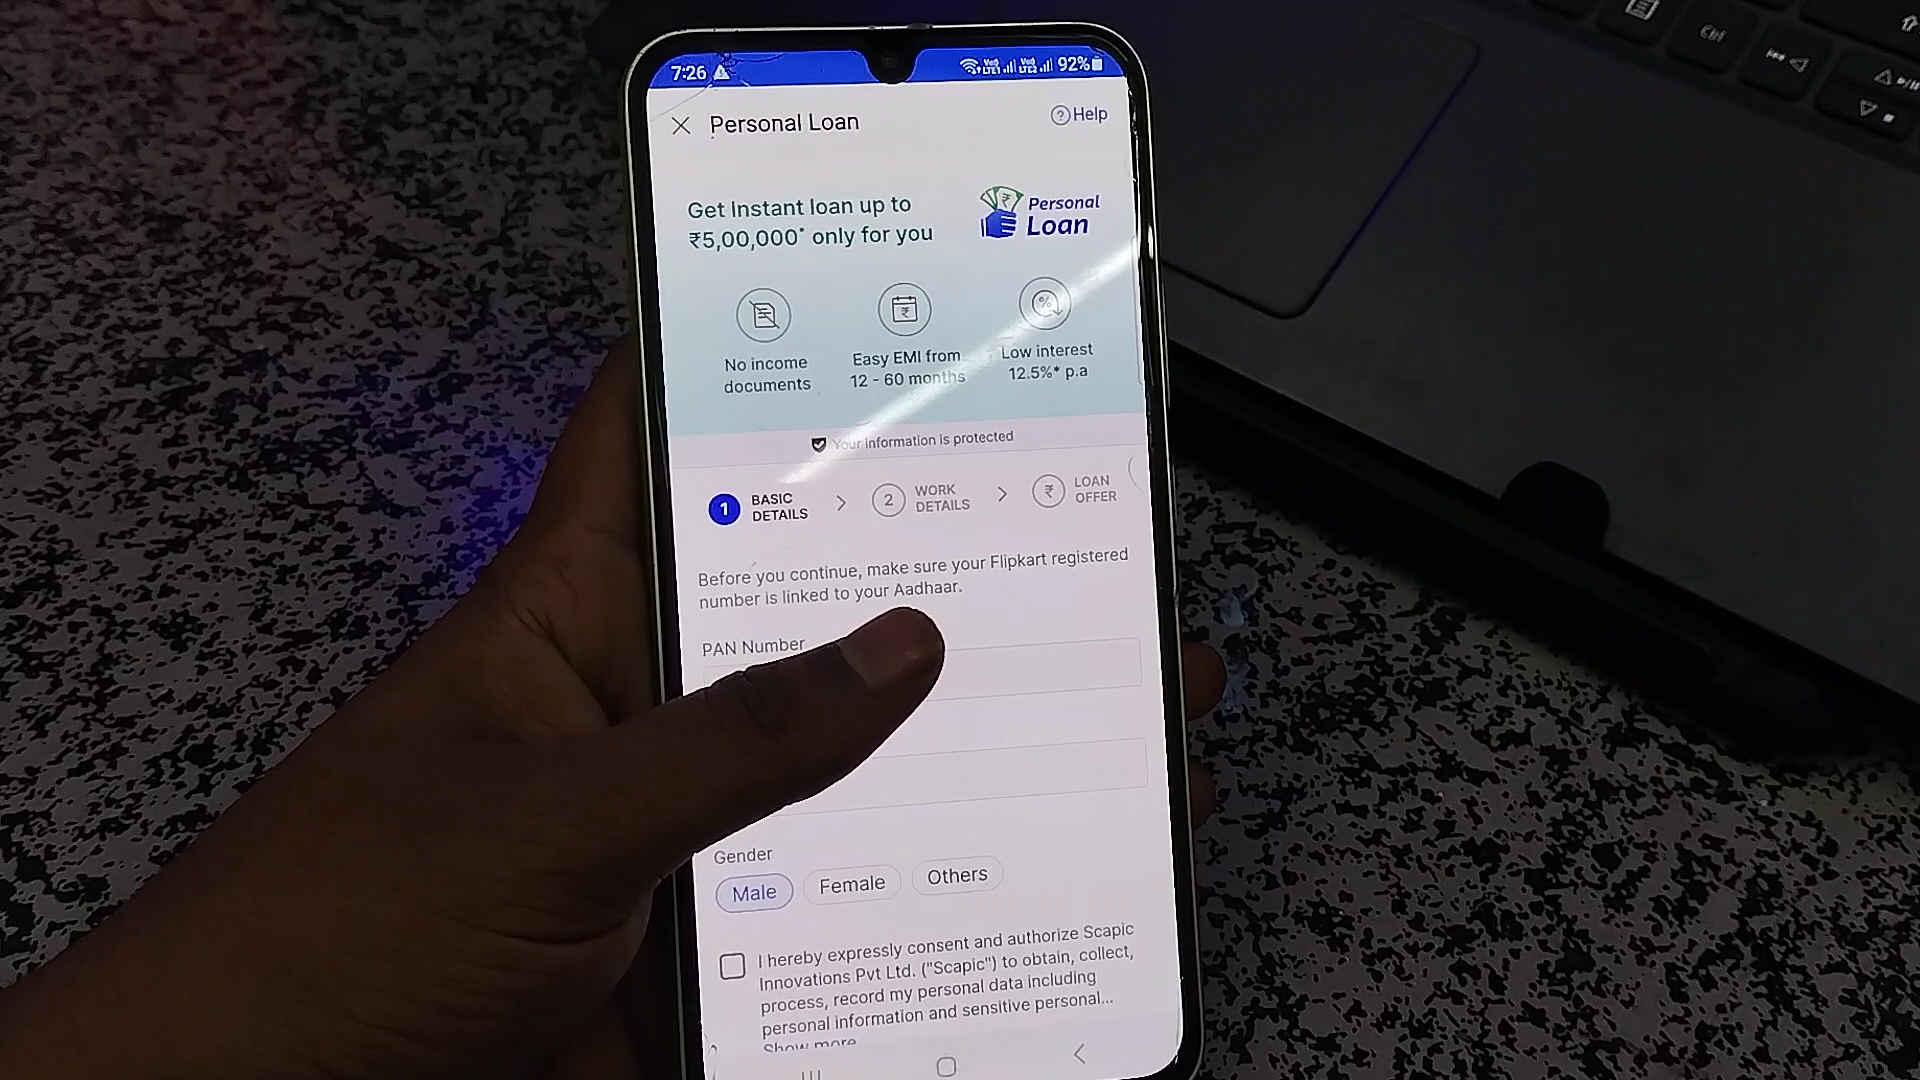 7:26 92%
Personal Loan
Help
Get Instant loan up to
₹5,00,000* only for you
Personal
Loan
No income
documents
Easy EMI from
12 - 60 months
Low interest
12.5%* p.a
Your information is protected
1 BASIC
DETAILS
2 WORK
DETAILS
₹ LOAN
OFFER
Before you continue, make sure your Flipkart registered
number is linked to your Aadhaar.
PAN Number
Gender
Male Female Others
I hereby expressly consent and authorize Scapic
Innovations Pvt Ltd. ("Scapic") to obtain, collect,
process, record my personal data including
personal information and sensitive personal...
Show more
Ctrl